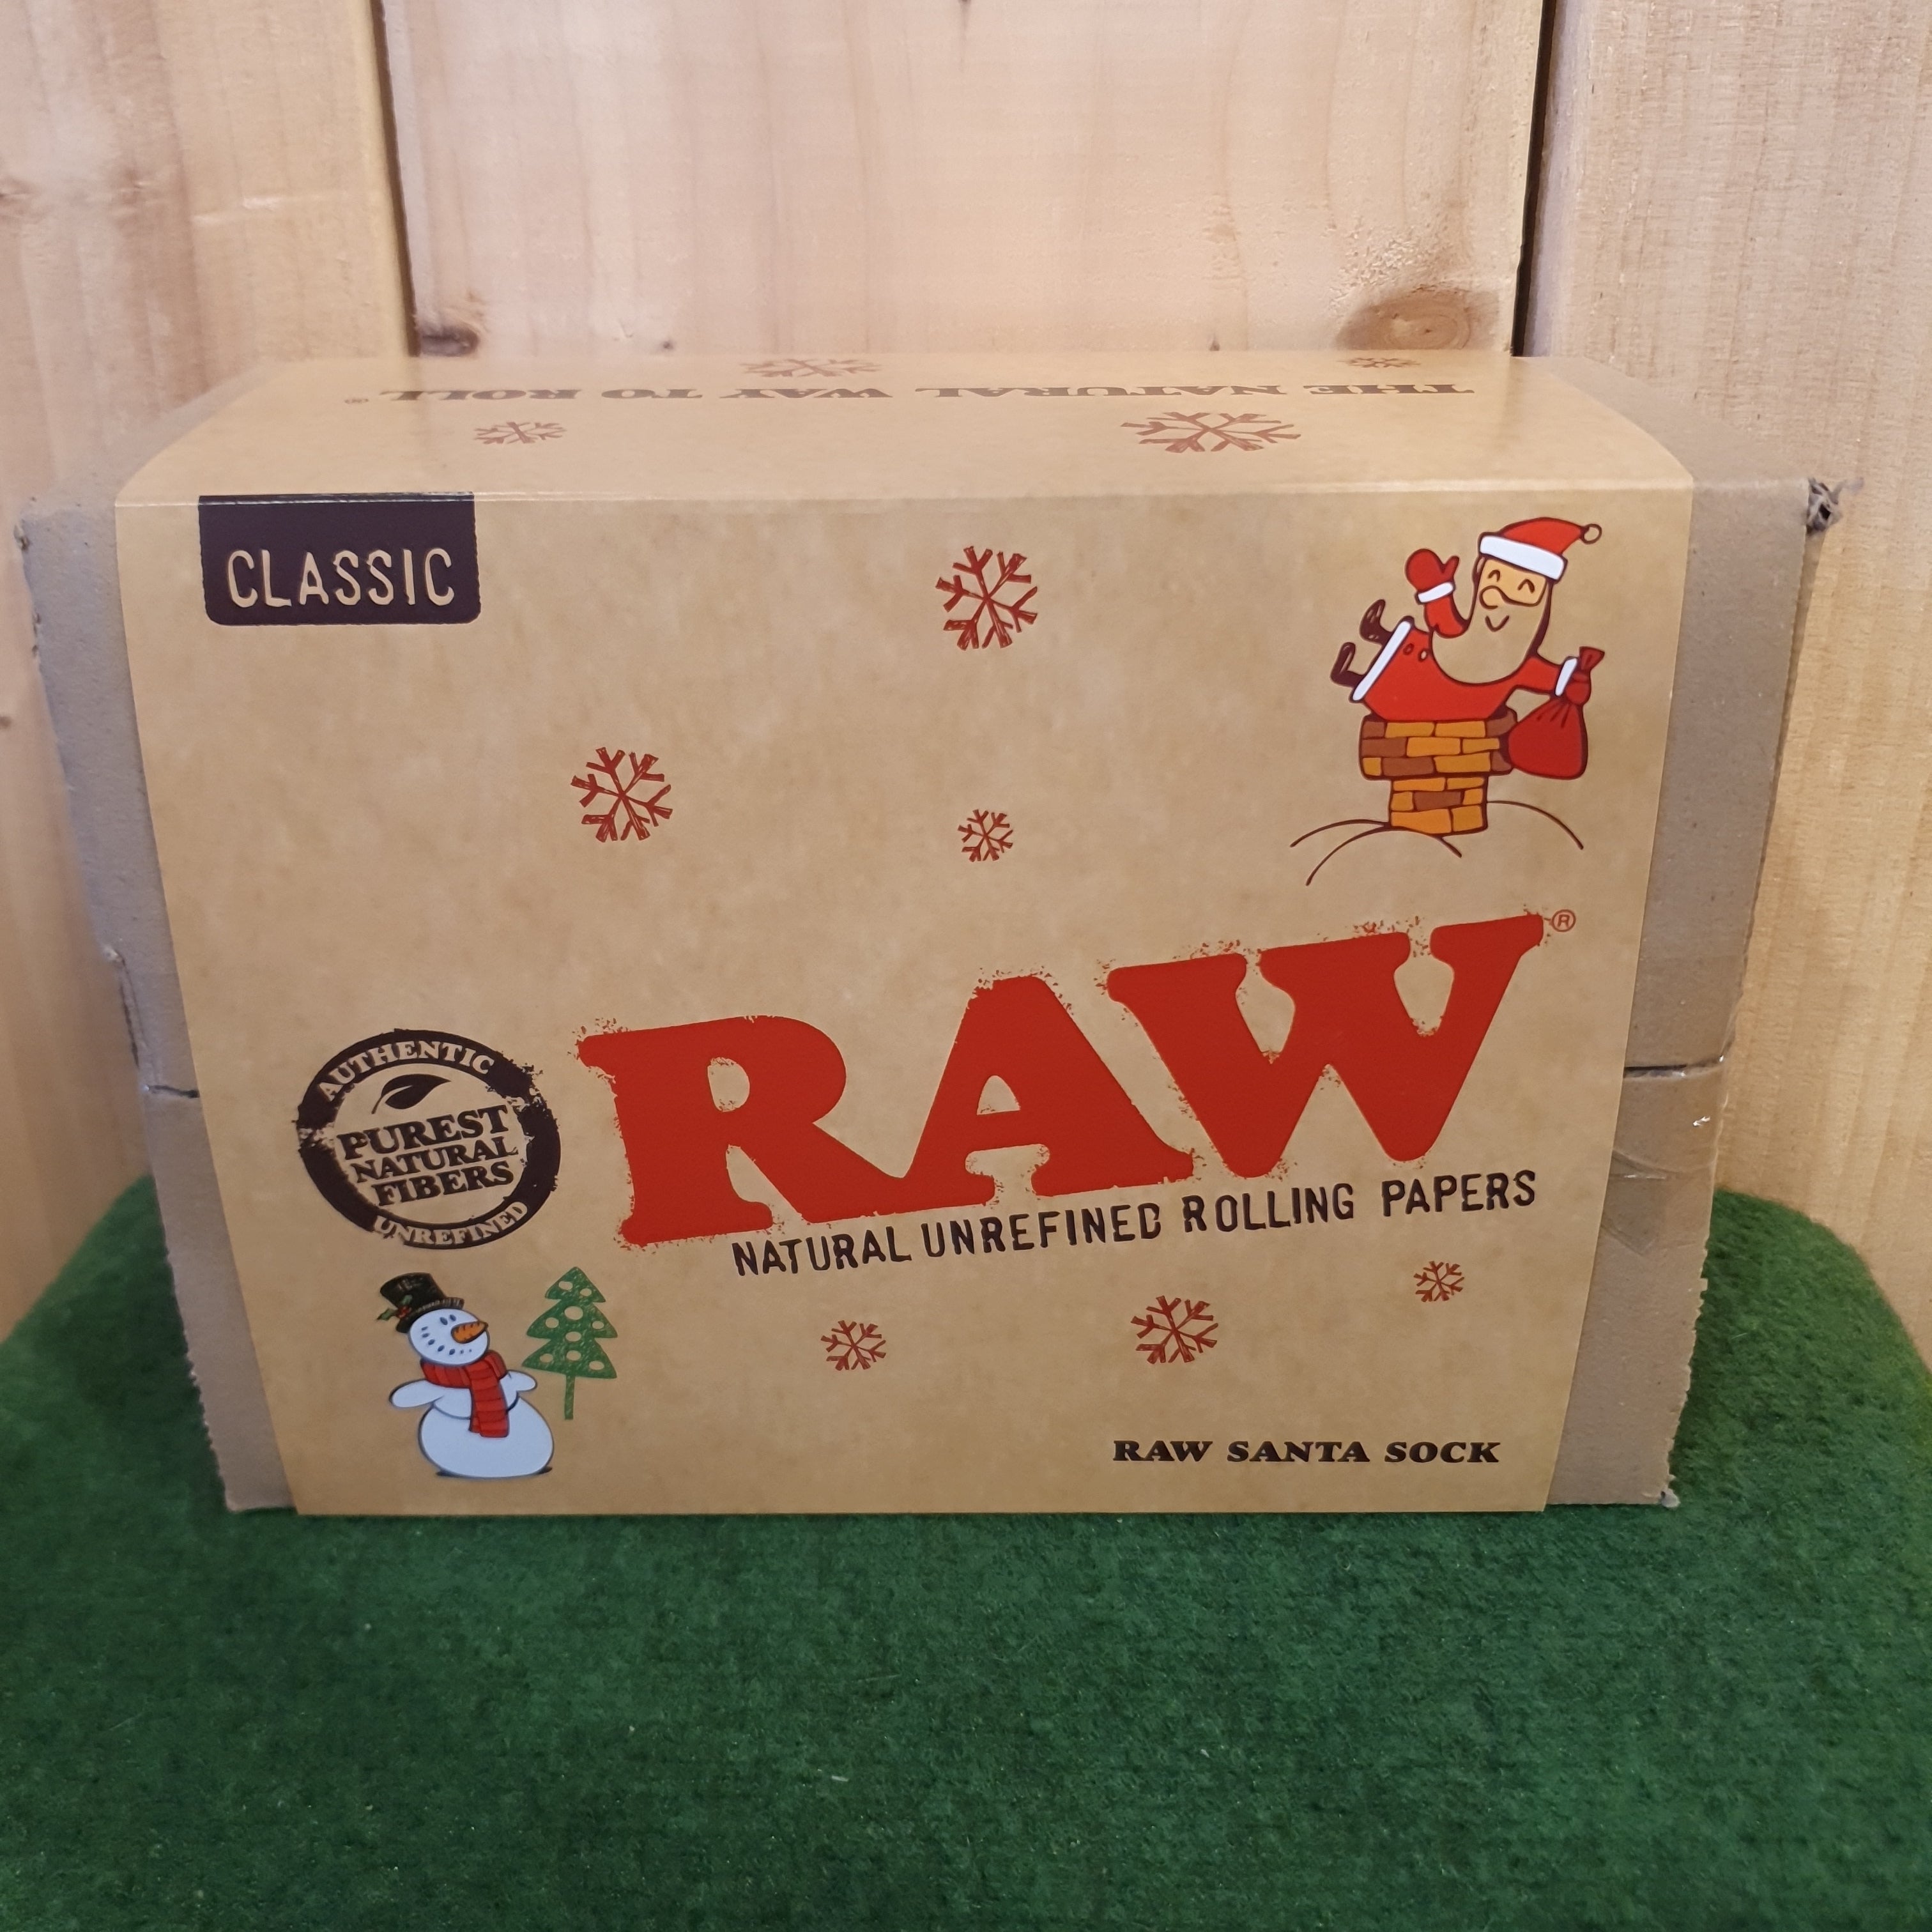 THE NATURAL WAY TO ROLL®
CLASSIC
RAW®
NATURAL UNREFINED ROLLING PAPERS
AUTHENTIC
PUREST
NATURAL
FIBERS
UNREFINED
RAW SANTA SOCK